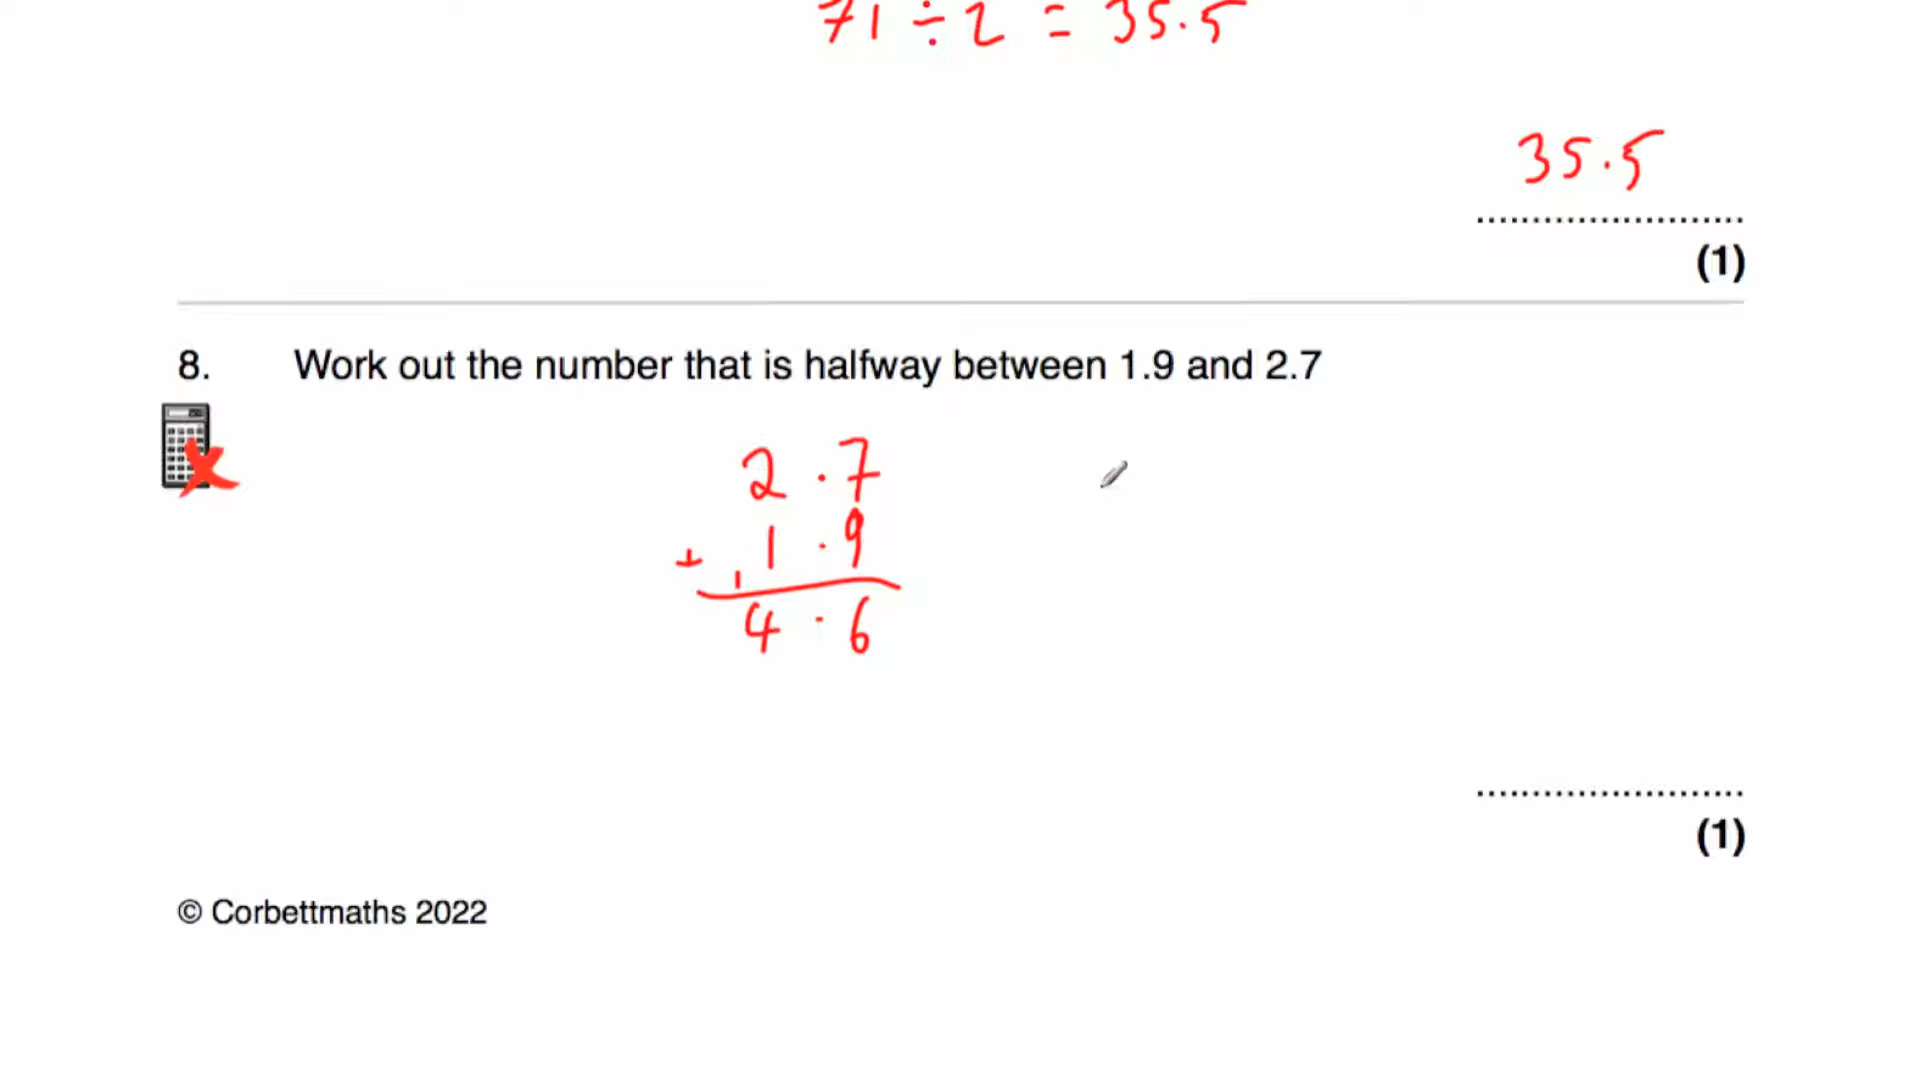 71 ÷ 2 = 35.5
35.5
(1)
8. Work out the number that is halfway between 1.9 and 2.7
2.7
+ 1.9
1
4.6
(1)
© Corbettmaths 2022